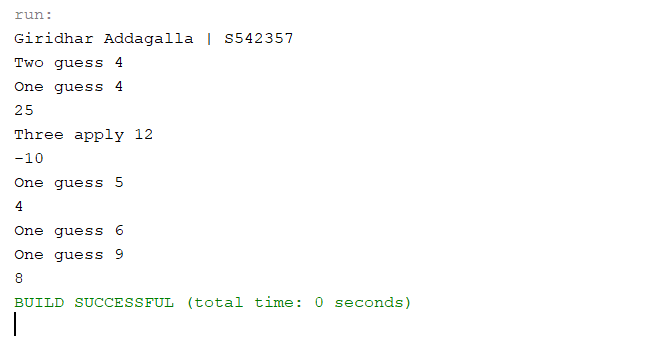 run:
Giridhar Addagalla | S542357
Two guess 4
One guess 4
25
Three apply 12
-10
One guess 5
4
One guess 6
One guess 9
8
BUILD SUCCESSFUL (total time: 0 seconds)